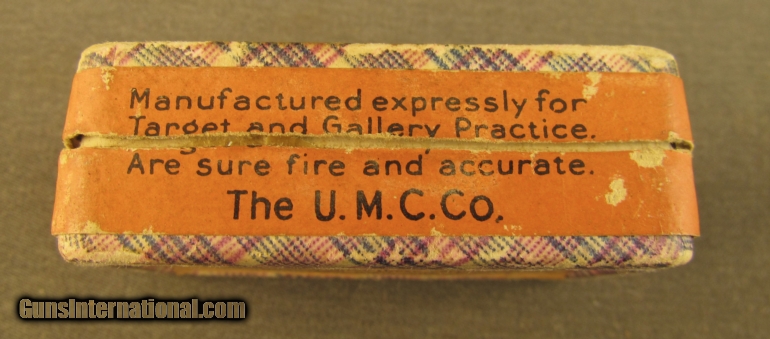 Manufactured expressly for
Target and Gallery Practice.
Are sure fire and accurate.
The U.M.C.Co.
GunsInternational.com